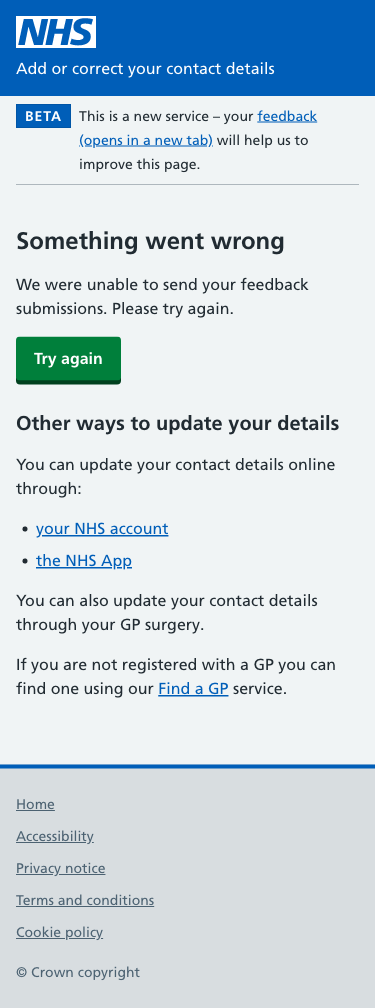 NHS
Add or correct your contact details
BETA
This is a new service – your feedback
(opens in a new tab) will help us to
improve this page.
Something went wrong
We were unable to send your feedback
submissions. Please try again.
Try again
Other ways to update your details
You can update your contact details online
through:
• your NHS account
• the NHS App
You can also update your contact details
through your GP surgery.
If you are not registered with a GP you can
find one using our Find a GP service.
Home
Accessibility
Privacy notice
Terms and conditions
Cookie policy
© Crown copyright